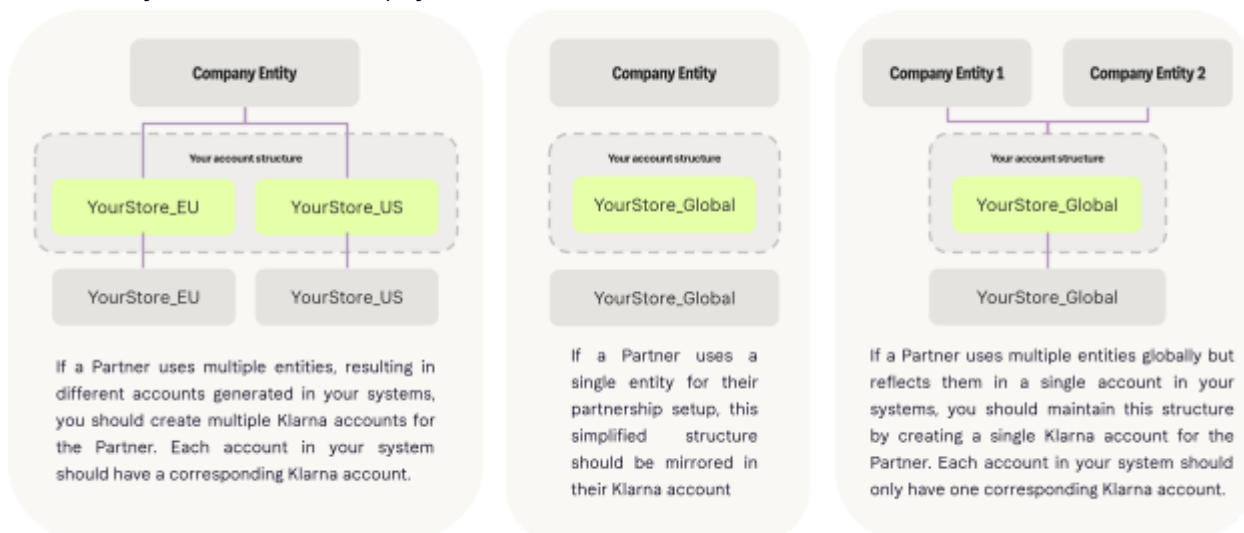 Company Entity
Your account structure
YourStore_EU
YourStore_US
YourStore_EU
YourStore_US
If a Partner uses multiple entities, resulting in
different accounts generated in your systems,
you should create multiple Klarna accounts for
the Partner. Each account in your system
should have a corresponding Klarna account.
Company Entity
Your account structure
YourStore_Global
YourStore_Global
If a Partner uses a
single entity for their
partnership setup, this
simplified structure
should be mirrored in
their Klarna account
Company Entity 1
Company Entity 2
Your account structure
YourStore_Global
YourStore_Global
If a Partner uses multiple entities globally but
reflects them in a single account in your
systems, you should maintain this structure
by creating a single Klarna account for the
Partner. Each account in your system should
only have one corresponding Klarna account.